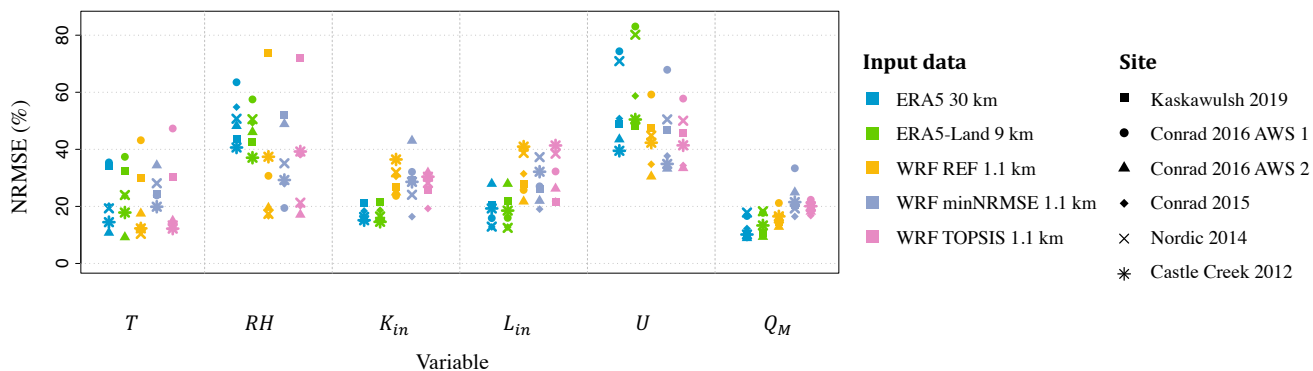 80
60
40
20
0
NRMSE (%)
T
RH
K_in
L_in
U
Q_M
Variable
Input data
ERA5 30 km
ERA5-Land 9 km
WRF REF 1.1 km
WRF minNRMSE 1.1 km
WRF TOPSIS 1.1 km
Site
Kaskawulsh 2019
Conrad 2016 AWS 1
Conrad 2016 AWS 2
Conrad 2015
Nordic 2014
Castle Creek 2012